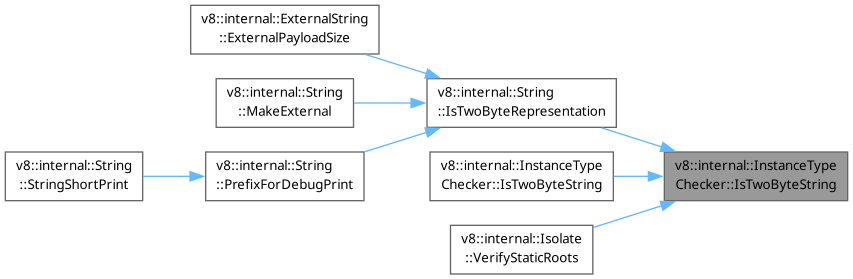 v8::internal::ExternalString
::ExternalPayloadSize
v8::internal::String
::MakeExternal
v8::internal::String
::IsTwoByteRepresentation
v8::internal::String
::StringShortPrint
v8::internal::String
::PrefixForDebugPrint
v8::internal::InstanceType
Checker::IsTwoByteString
v8::internal::InstanceType
Checker::IsTwoByteString
v8::internal::Isolate
::VerifyStaticRoots